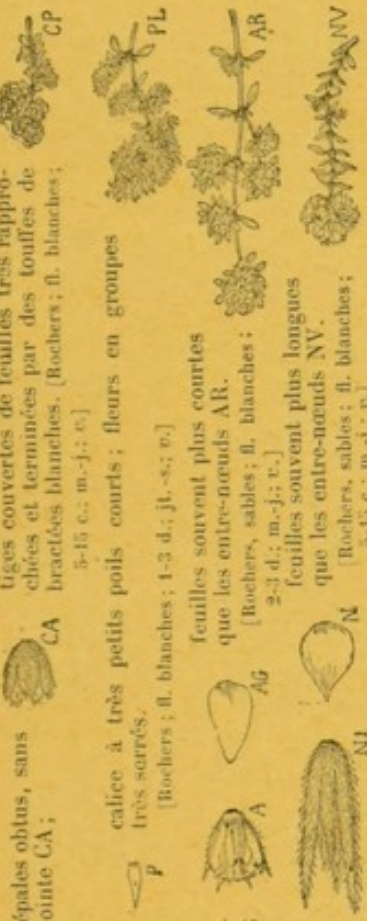 tiges couvertes de feuilles très rappro-
chées et terminées par des touffes de
bractées blanches. [Rochers; fl. blanches;
5-15 c.; m.-j.; v.]
CP
épales obtus, sans
ointe CA;
CA
calice à très petits poils courts; fleurs en groupes
très serrés.
[Rochers; fl. blanches; 1-3 d.; jt.-s.; v.]
P
PL
feuilles souvent plus courtes
que les entre-nœuds AR.
[Rochers, sables; fl. blanches;
2-3 d.; m.-j.; v.]
AR
AG
A
feuilles souvent plus longues
que les entre-nœuds NV.
[Rochers, sables; fl. blanches;
NV
N
NI